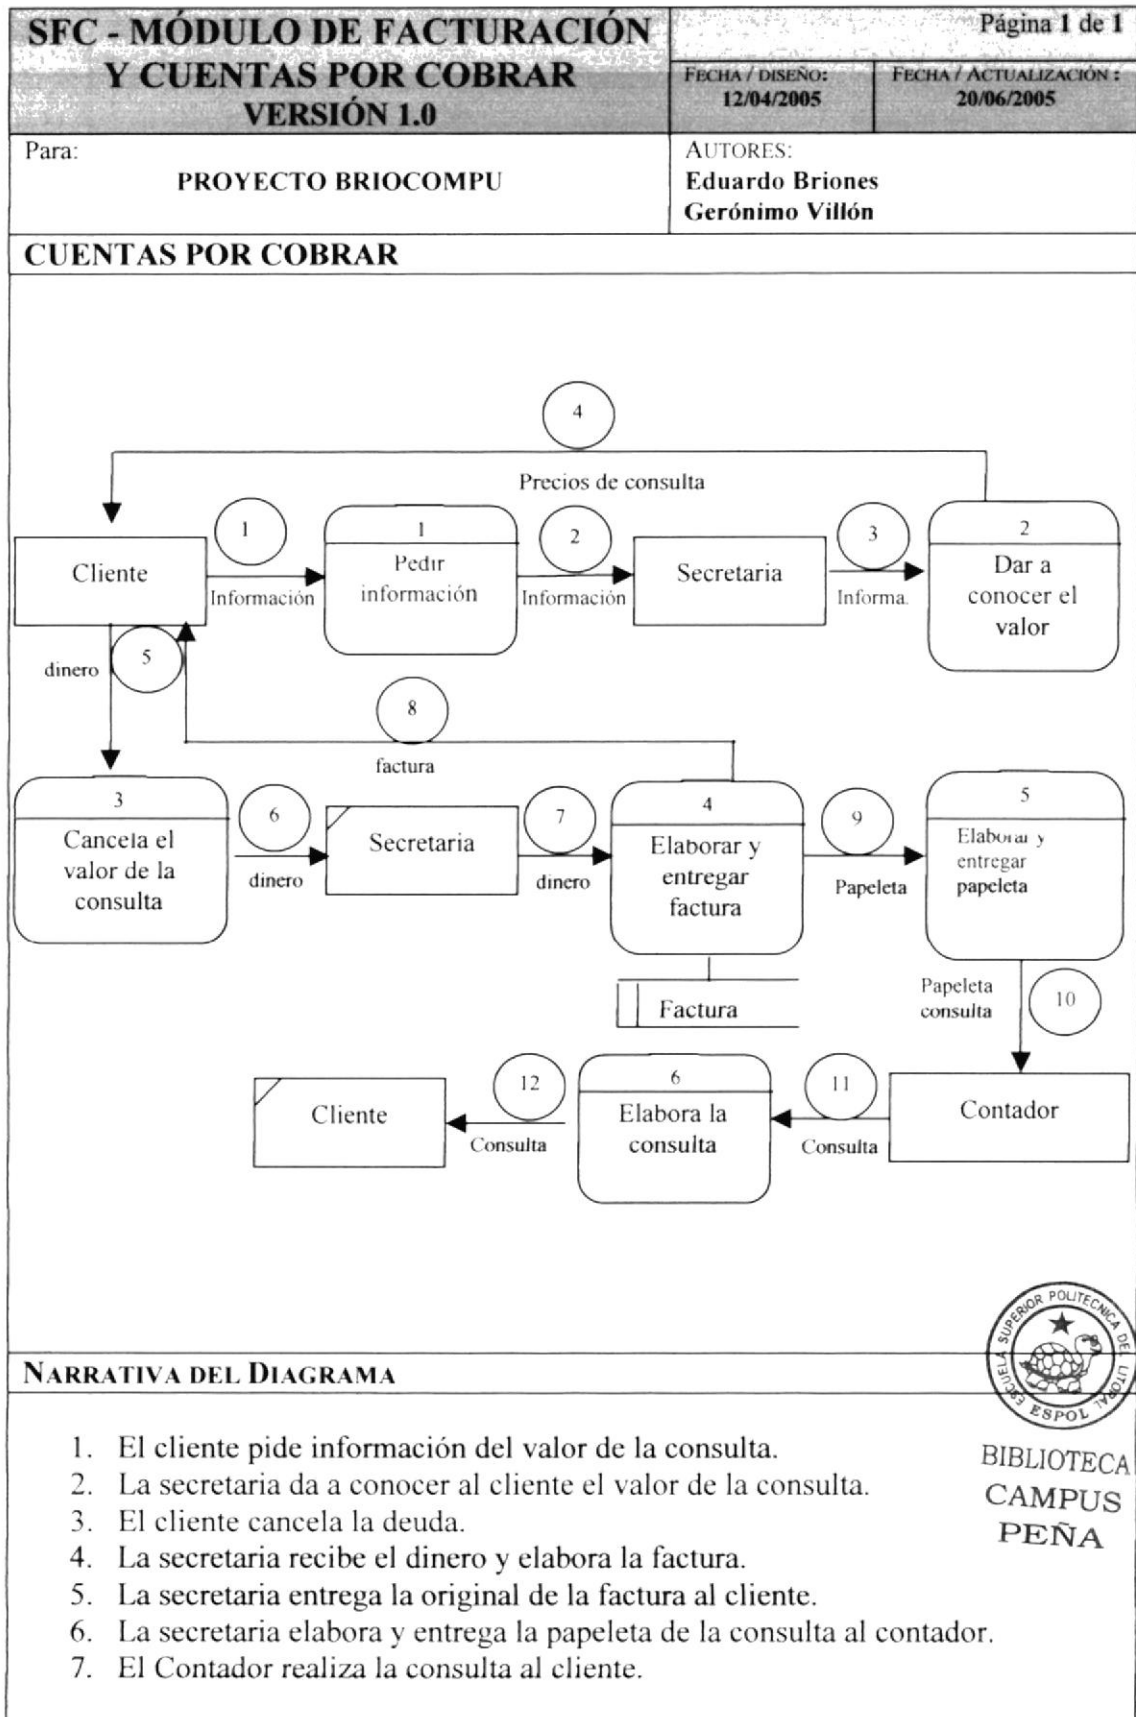 SFC - MÓDULO DE FACTURACIÓN
Y CUENTAS POR COBRAR
VERSIÓN 1.0
Página 1 de 1
FECHA / DISEÑO:
12/04/2005
FECHA / ACTUALIZACIÓN :
20/06/2005
Para:
PROYECTO BRIOCOMPU
AUTORES:
Eduardo Briones
Gerónimo Villón
CUENTAS POR COBRAR
4
Precios de consulta
Cliente
1
Información
1
Pedir
información
2
Información
Secretaria
3
Informa.
2
Dar a
conocer el
valor
dinero
5
8
factura
3
Cancela el
valor de la
consulta
6
dinero
Secretaria
7
dinero
4
Elaborar y
entregar
factura
9
Papeleta
5
Elaborar y
entregar
papeleta
Factura
Papeleta
consulta
10
Cliente
12
Consulta
6
Elabora la
consulta
11
Consulta
Contador
ESCUELA SUPERIOR POLITECNICA DEL LITORAL
ESPOL
NARRATIVA DEL DIAGRAMA
BIBLIOTECA
CAMPUS
PEÑA
1. El cliente pide información del valor de la consulta.
2. La secretaria da a conocer al cliente el valor de la consulta.
3. El cliente cancela la deuda.
4. La secretaria recibe el dinero y elabora la factura.
5. La secretaria entrega la original de la factura al cliente.
6. La secretaria elabora y entrega la papeleta de la consulta al contador.
7. El Contador realiza la consulta al cliente.